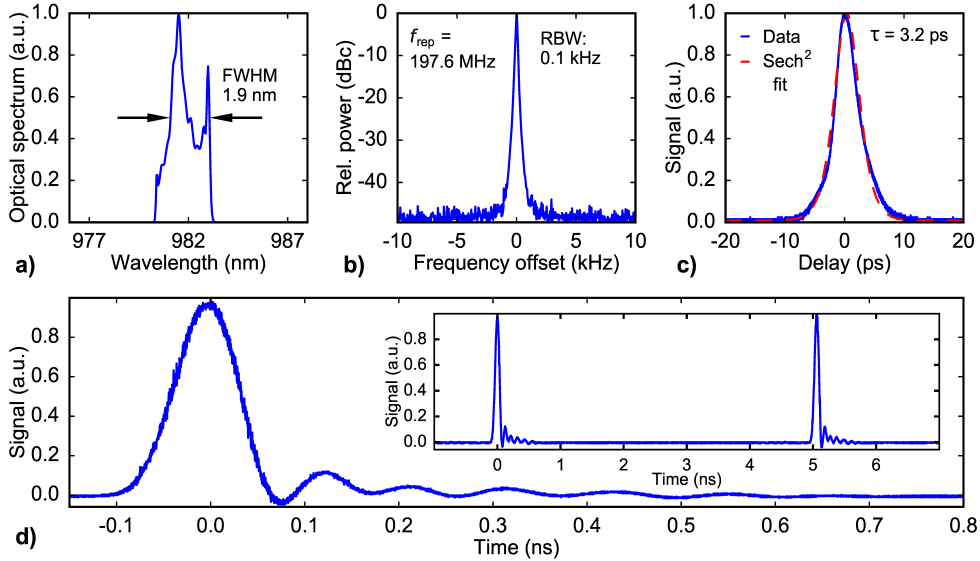 1.0
0.8
0.6
0.4
0.2
0.0
Optical spectrum (a.u.)
FWHM
1.9 nm
977
982
987
a)
Wavelength (nm)
0
-10
-20
-30
-40
Rel. power (dBc)
f_rep =
197.6 MHz
RBW:
0.1 kHz
-10
-5
0
5
10
b)
Frequency offset (kHz)
1.0
0.8
0.6
0.4
0.2
0.0
Signal (a.u.)
Data
Sech²
fit
τ = 3.2 ps
-20
-10
0
10
20
c)
Delay (ps)
0.8
0.6
0.4
0.2
0.0
Signal (a.u.)
0.8
0.6
0.4
0.2
0.0
Signal (a.u.)
0
1
2
3
4
5
6
Time (ns)
-0.1
0.0
0.1
0.2
0.3
0.4
0.5
0.6
0.7
0.8
d)
Time (ns)